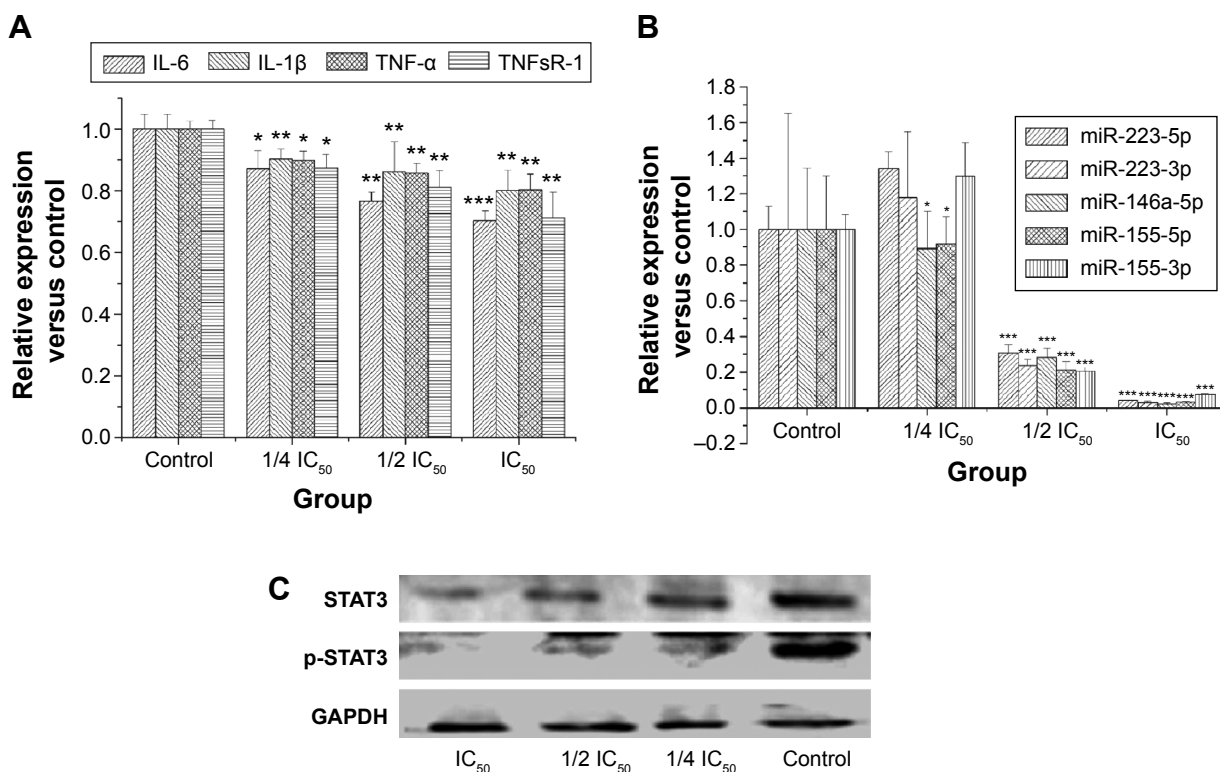 A
IL-6 IL-1β TNF-α TNFsR-1
Relative expression
versus control
1.0
0.8
0.6
0.4
0.2
0.0
* ** * *
** ** ** **
*** ** ** **
Control 1/4 IC50 1/2 IC50 IC50
Group
B
miR-223-5p
miR-223-3p
miR-146a-5p
miR-155-5p
miR-155-3p
Relative expression
versus control
1.8
1.6
1.4
1.2
1.0
0.8
0.6
0.4
0.2
0.0
–0.2
* *
*** *** *** *** ***
*** *** *** *** ***
Control 1/4 IC50 1/2 IC50 IC50
Group
C
STAT3
p-STAT3
GAPDH
IC50 1/2 IC50 1/4 IC50 Control